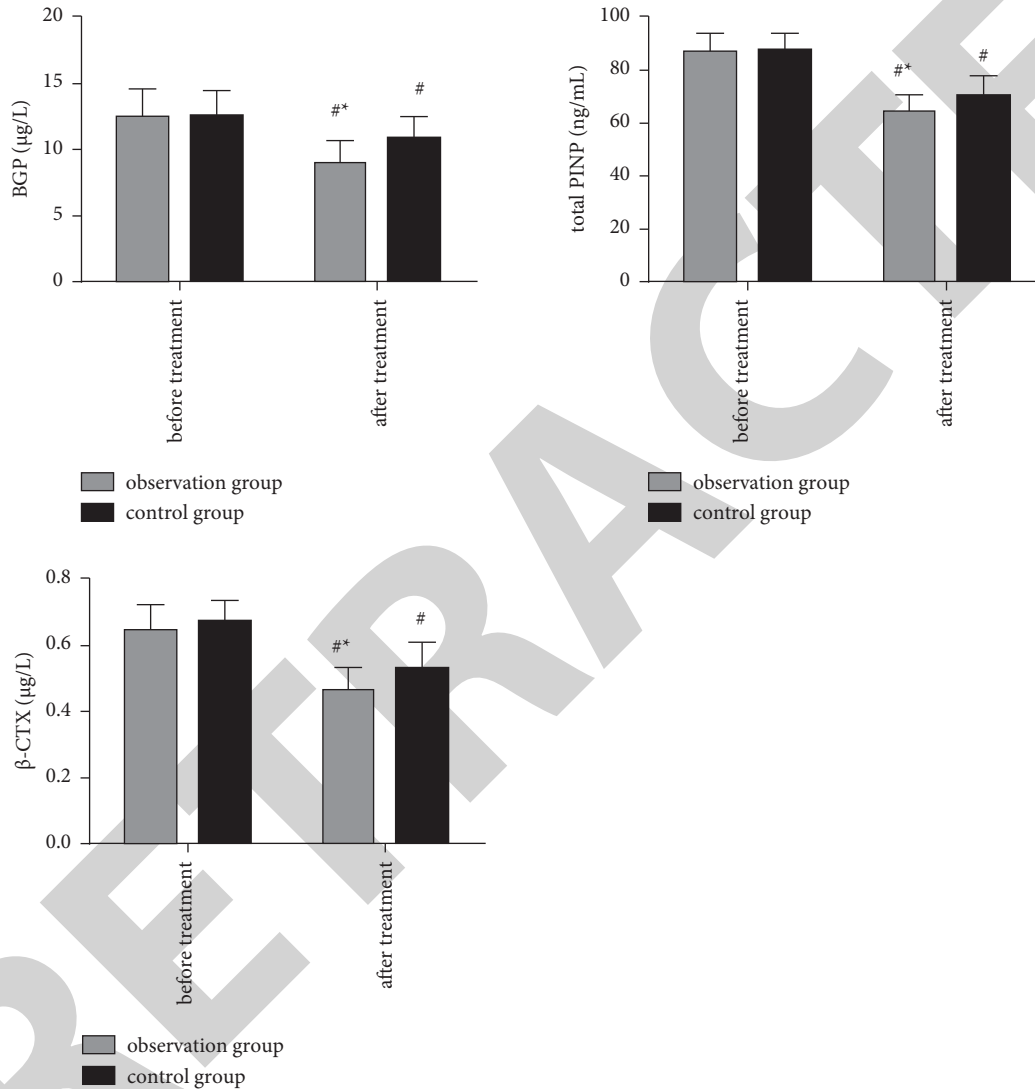 20
15
10
5
0
BGP (µg/L)
#*
#
before treatment
after treatment
observation group
control group
100
80
60
40
20
0
total PINP (ng/mL)
#*
#
before treatment
after treatment
observation group
control group
0.8
0.6
0.4
0.2
0.0
β-CTX (µg/L)
#*
#
before treatment
after treatment
observation group
control group
RETRACTE